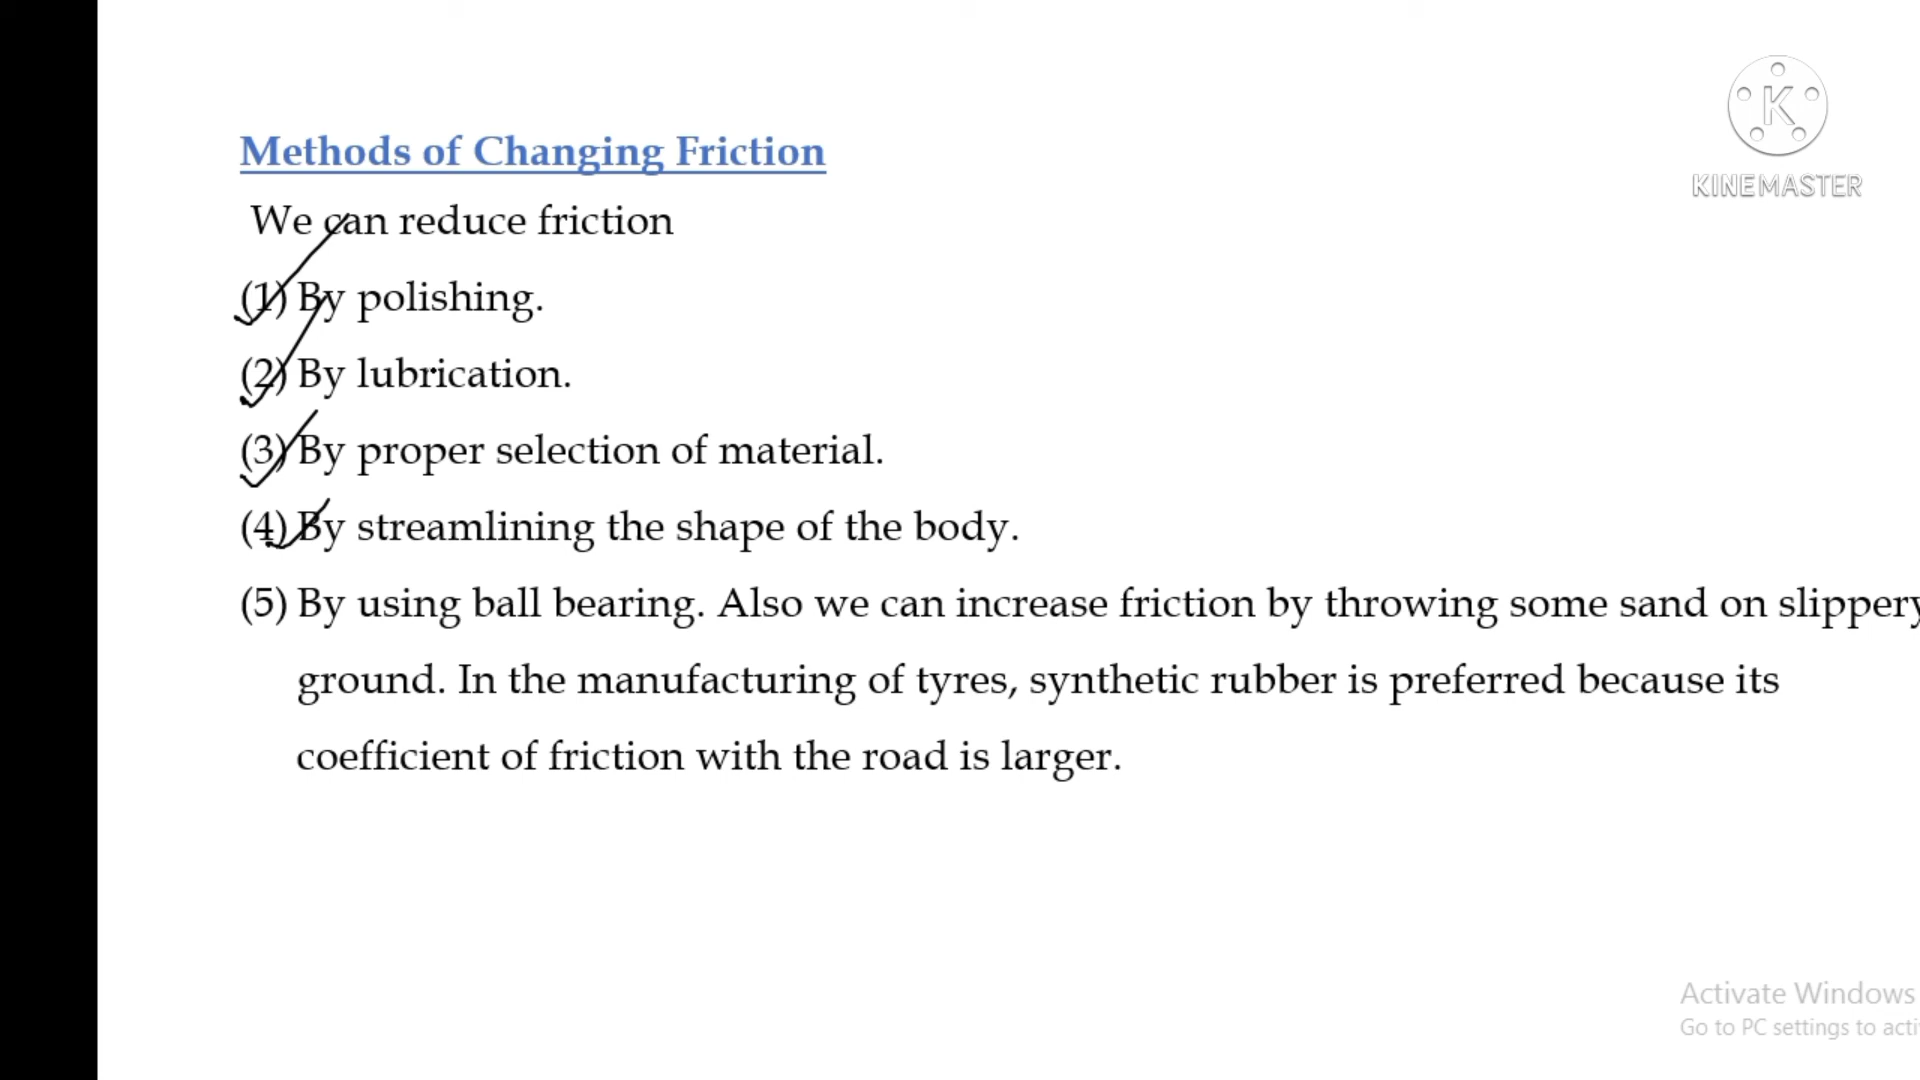 Methods of Changing Friction
We can reduce friction
(1) By polishing.
(2) By lubrication.
(3) By proper selection of material.
(4) By streamlining the shape of the body.
(5) By using ball bearing. Also we can increase friction by throwing some sand on slippery
ground. In the manufacturing of tyres, synthetic rubber is preferred because its
coefficient of friction with the road is larger.
K
KINEMASTER
Activate Windows
Go to PC settings to acti